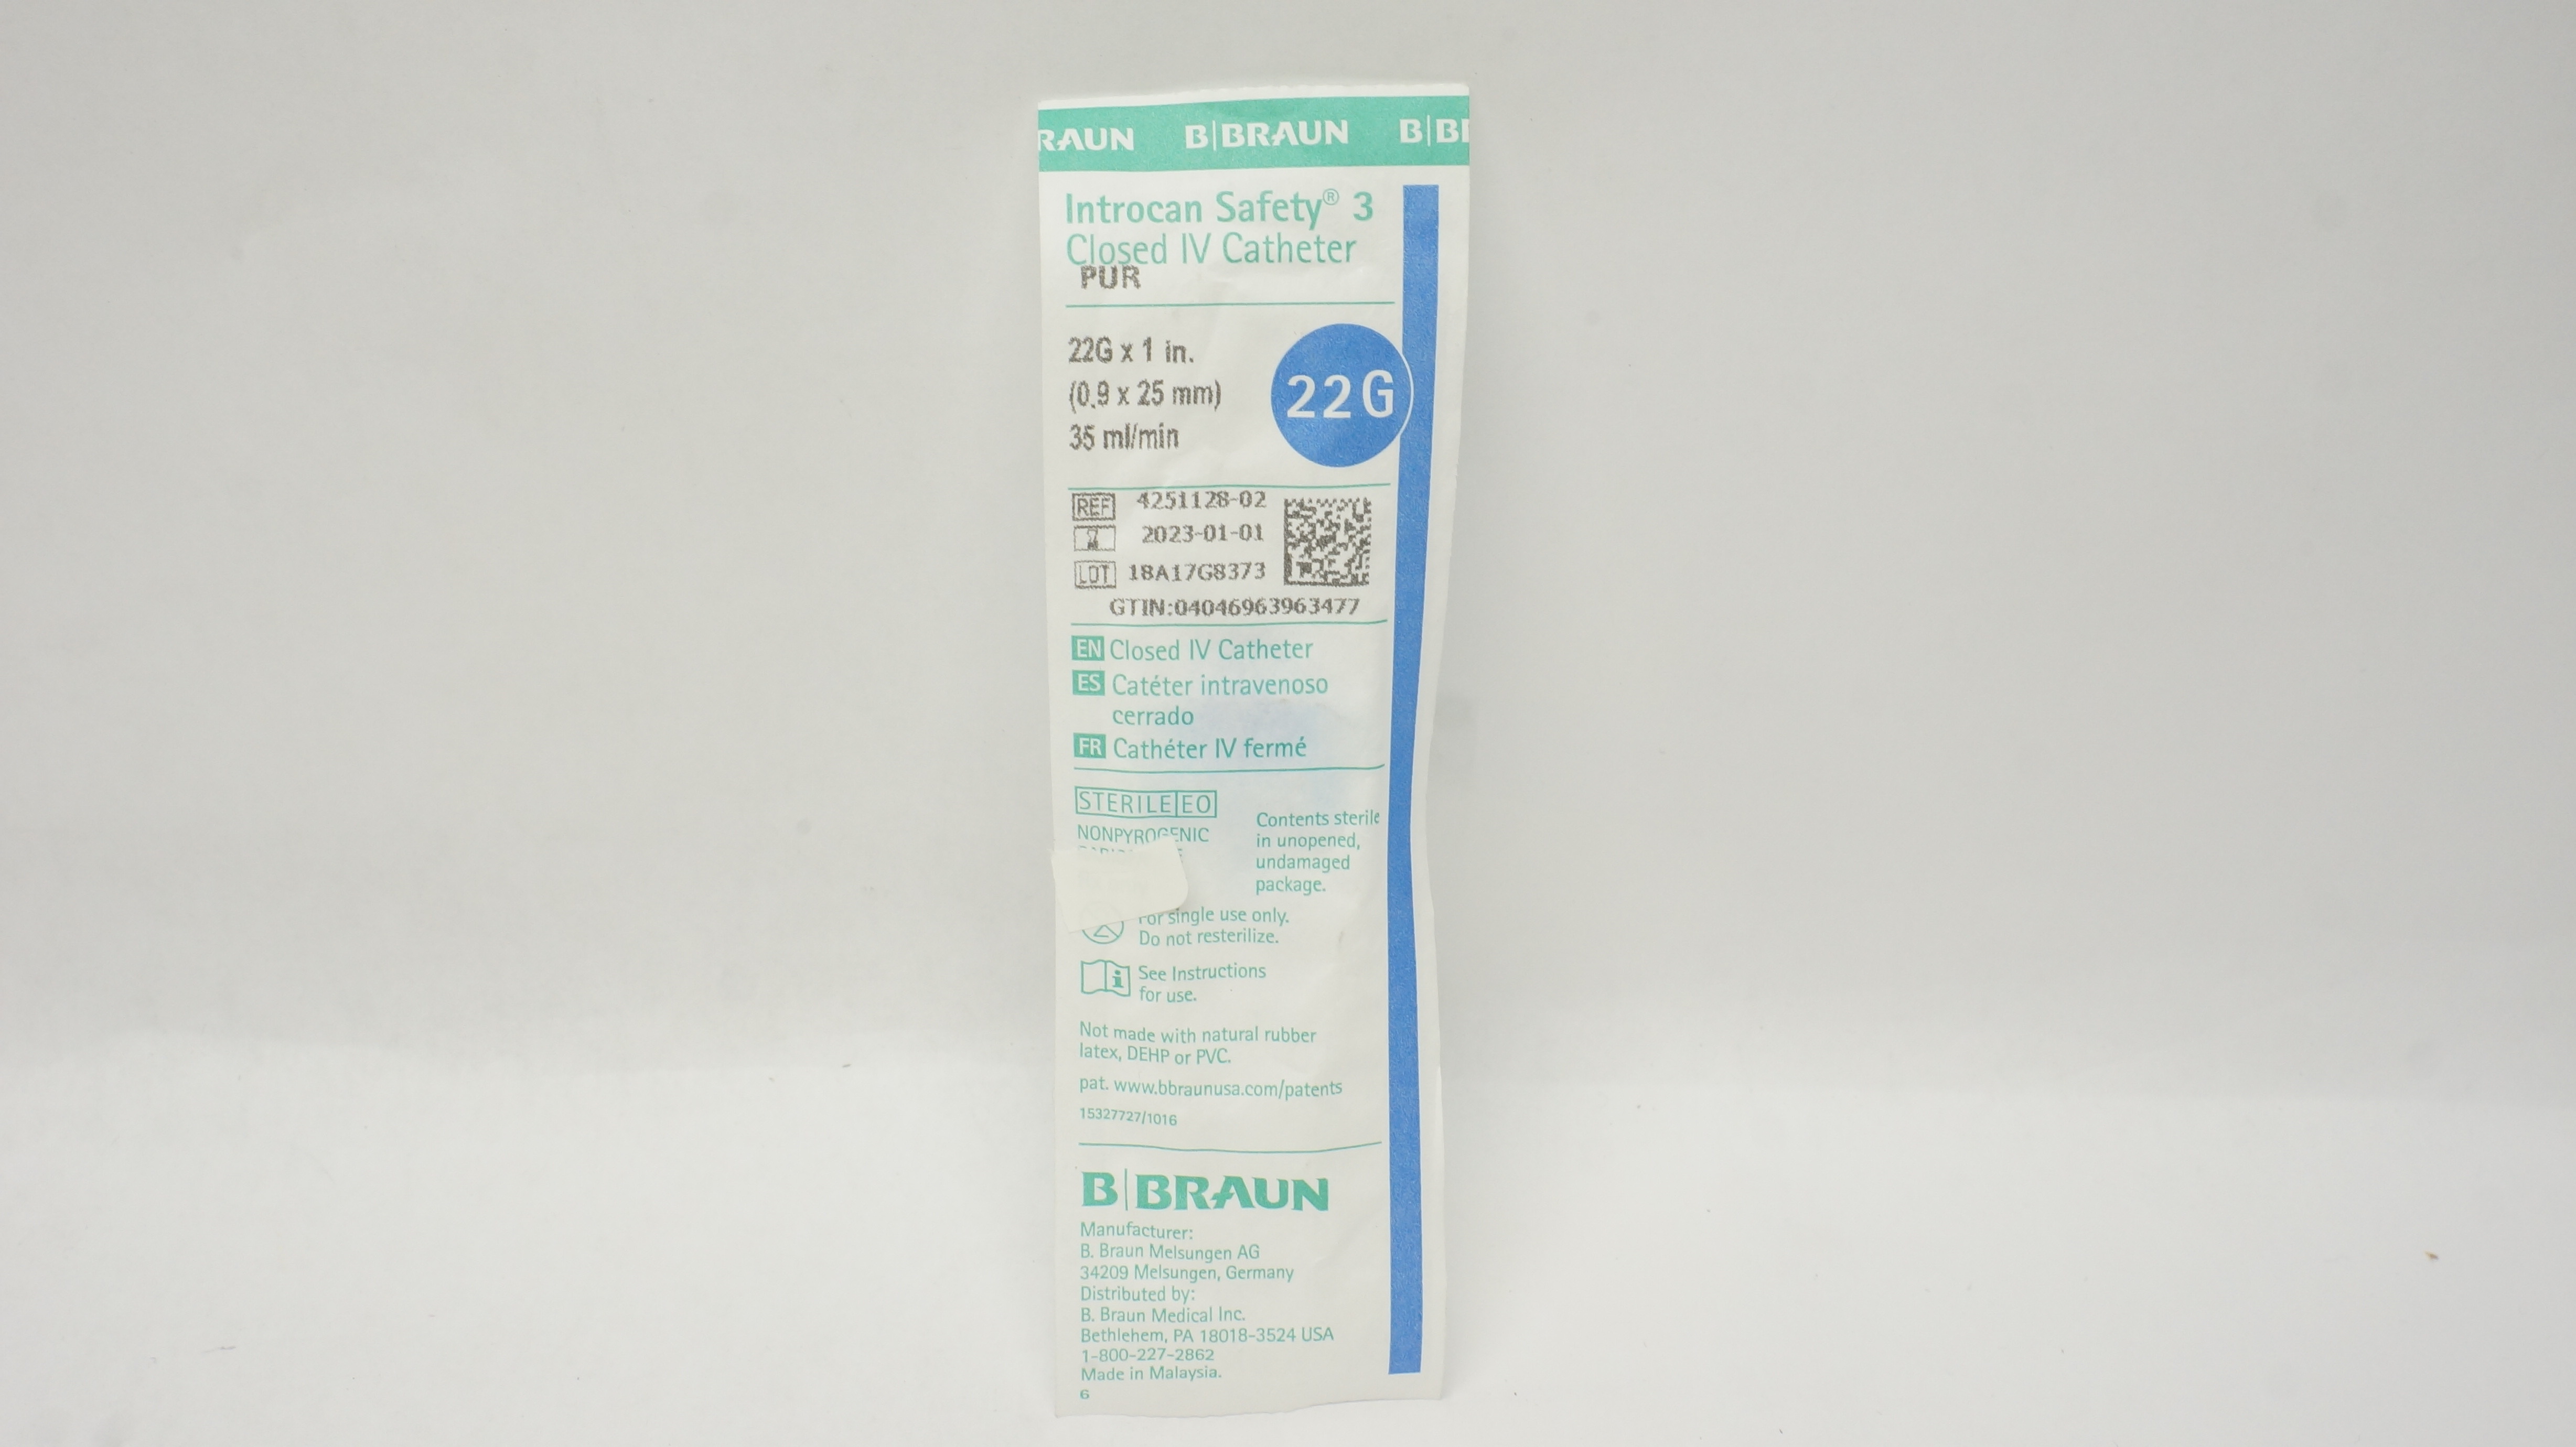 RAUN B|BRAUN B|B
Introcan Safety® 3
Closed IV Catheter
PUR
22G x 1 in.
(0.9 x 25 mm)
35 ml/min
22G
REF 4251128-02
2023-01-01
LOT 18A17G8373
GTIN:04046963963477
EN Closed IV Catheter
ES Catéter intravenoso
cerrado
FR Cathéter IV fermé
STERILE EO
NONPYROGENIC
Contents sterile
in unopened,
undamaged
package.
For single use only.
Do not resterilize.
See Instructions
for use.
Not made with natural rubber
latex, DEHP or PVC.
pat. www.bbraunusa.com/patents
15327727/1016
B|BRAUN
Manufacturer:
B. Braun Melsungen AG
34209 Melsungen, Germany
Distributed by:
B. Braun Medical Inc.
Bethlehem, PA 18018-3524 USA
1-800-227-2862
Made in Malaysia.
6